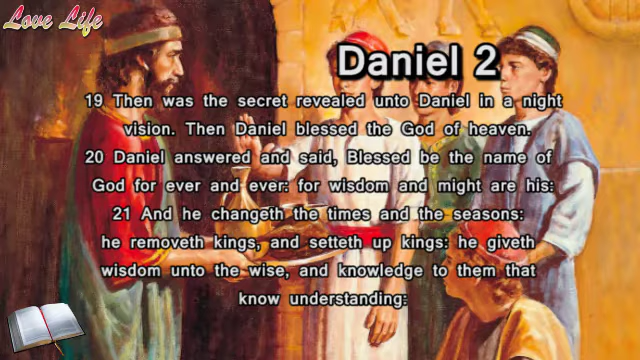 Love Life
Daniel 2
19 Then was the secret revealed unto Daniel in a night
vision. Then Daniel blessed the God of heaven.
20 Daniel answered and said, Blessed be the name of
God for ever and ever: for wisdom and might are his:
21 And he changeth the times and the seasons:
he removeth kings, and setteth up kings: he giveth
wisdom unto the wise, and knowledge to them that
know understanding: